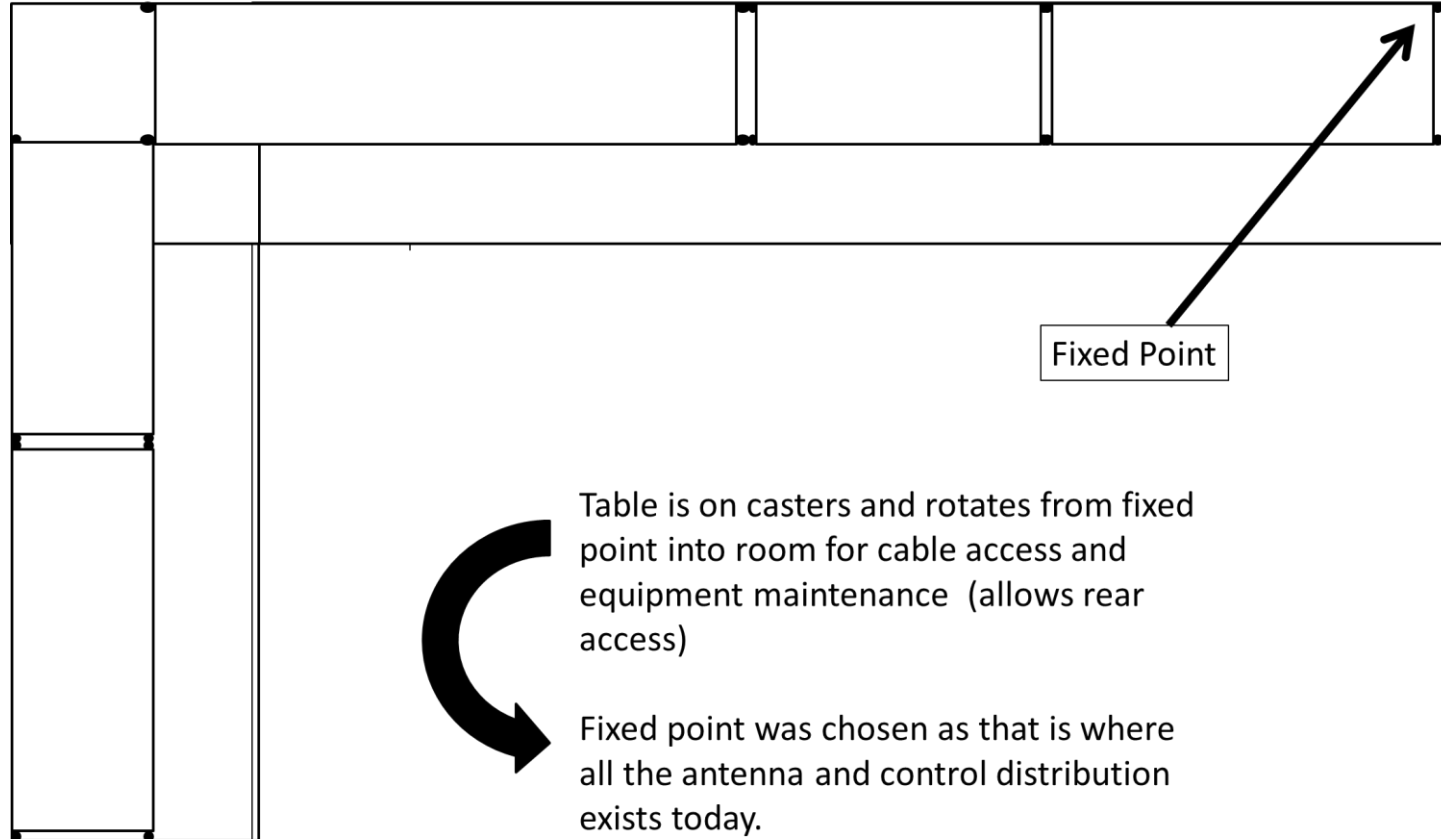 Fixed Point
Table is on casters and rotates from fixed
point into room for cable access and
equipment maintenance  (allows rear
access)
Fixed point was chosen as that is where
all the antenna and control distribution
exists today.